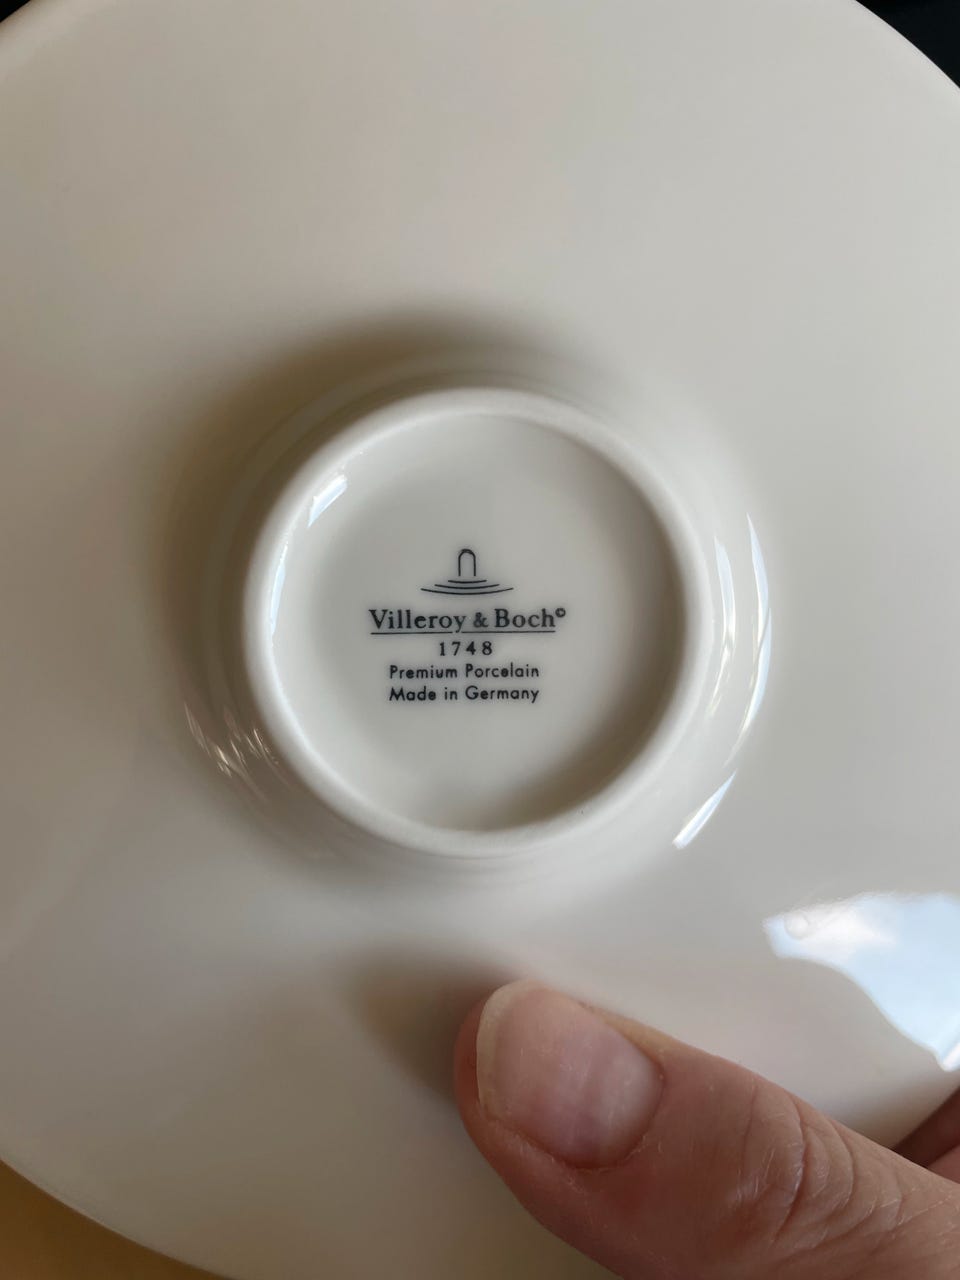 Villeroy & Boch©
1748
Premium Porcelain
Made in Germany